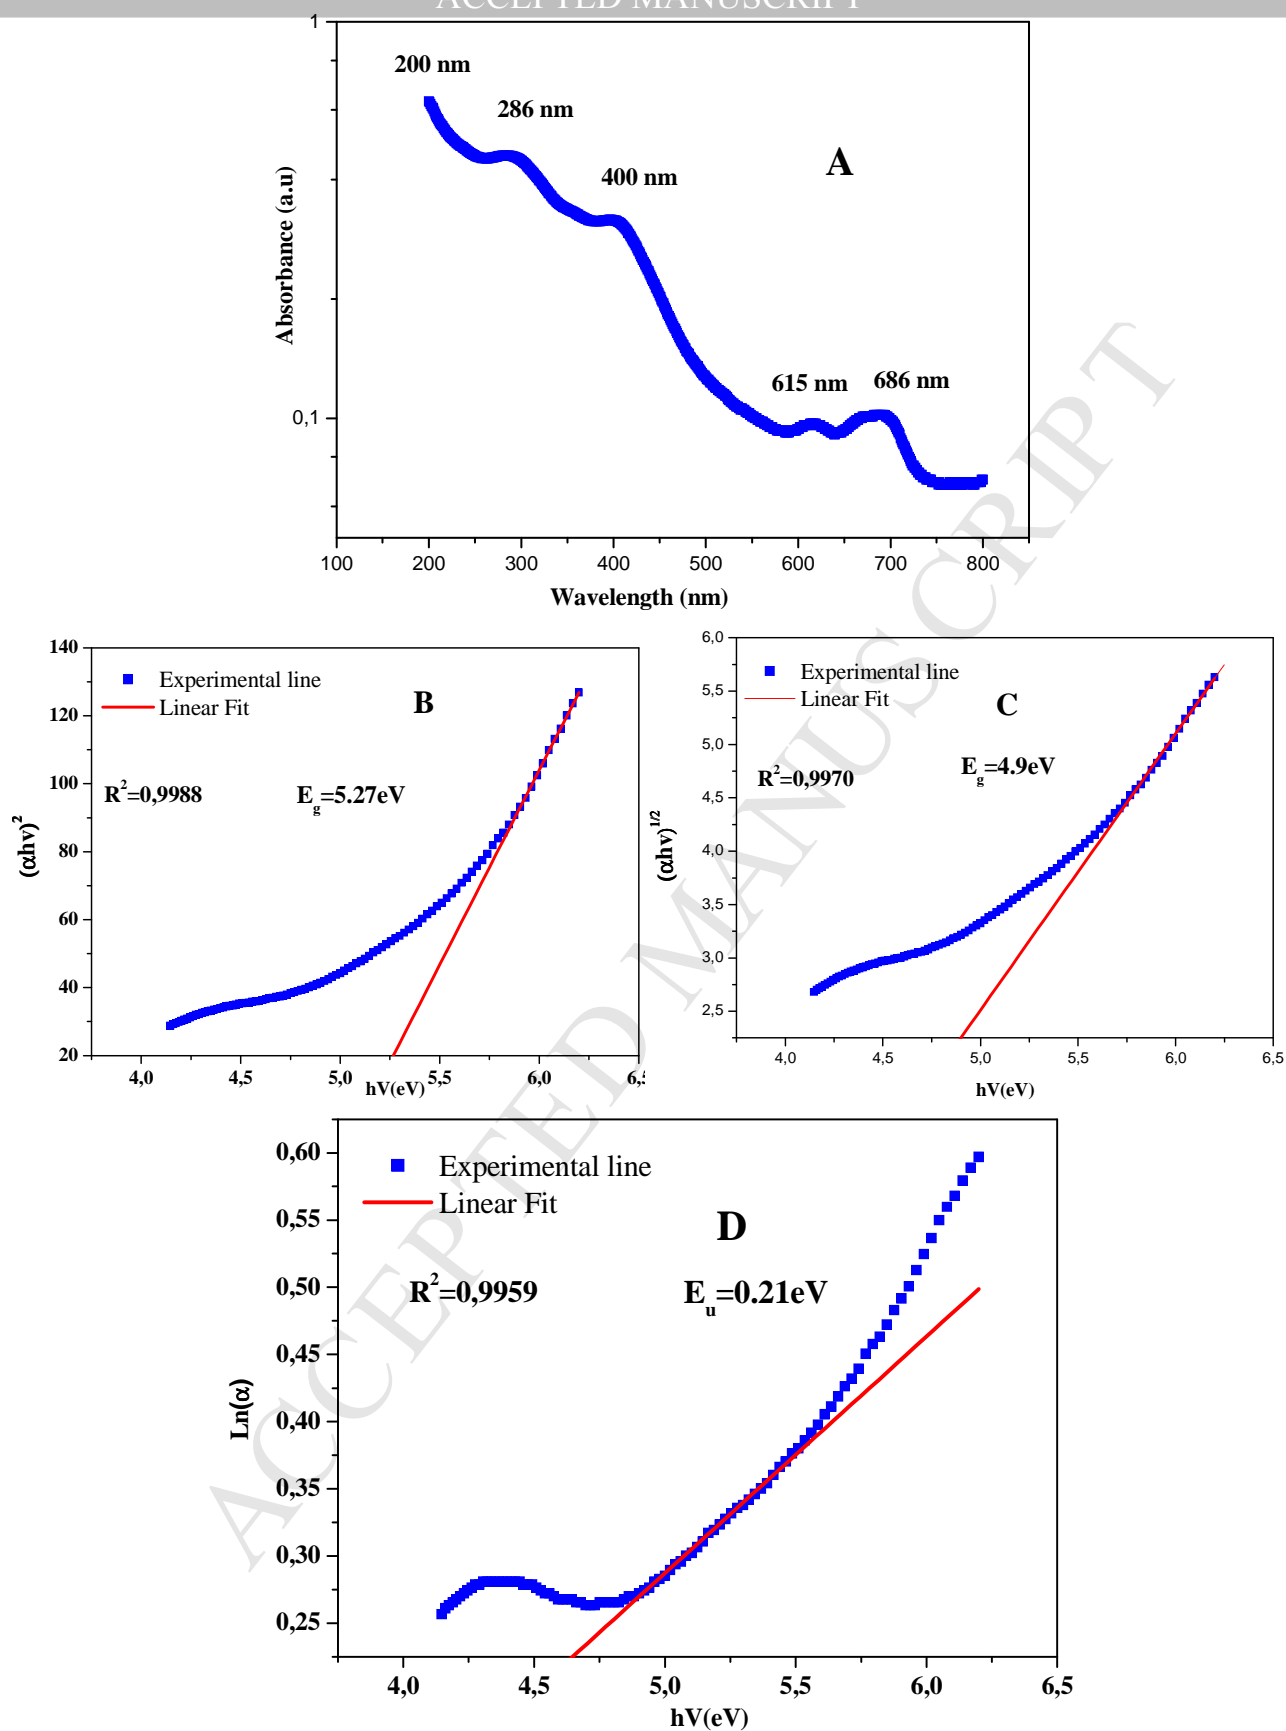 ACCEPTED MANUSCRIPT
1
200 nm
286 nm
400 nm
A
Absorbance (a.u)
615 nm
686 nm
0,1
100 200 300 400 500 600 700 800
Wavelength (nm)
140
120
100
80
60
40
20
Experimental line
Linear Fit
B
R²=0,9988
E_g=5.27eV
(αhν)²
4,0 4,5 5,0 5,5 6,0 6,5
hV(eV)
6,0
5,5
5,0
4,5
4,0
3,5
3,0
2,5
Experimental line
Linear Fit
C
R²=0,9970
E_g=4.9eV
(αhν)^1/2
4,0 4,5 5,0 5,5 6,0 6,5
hV(eV)
0,60
0,55
0,50
0,45
0,40
0,35
0,30
0,25
Experimental line
Linear Fit
D
R²=0,9959
E_u=0.21eV
Ln(α)
4,0 4,5 5,0 5,5 6,0 6,5
hV(eV)
ACCEPTED MANUSCRIPT